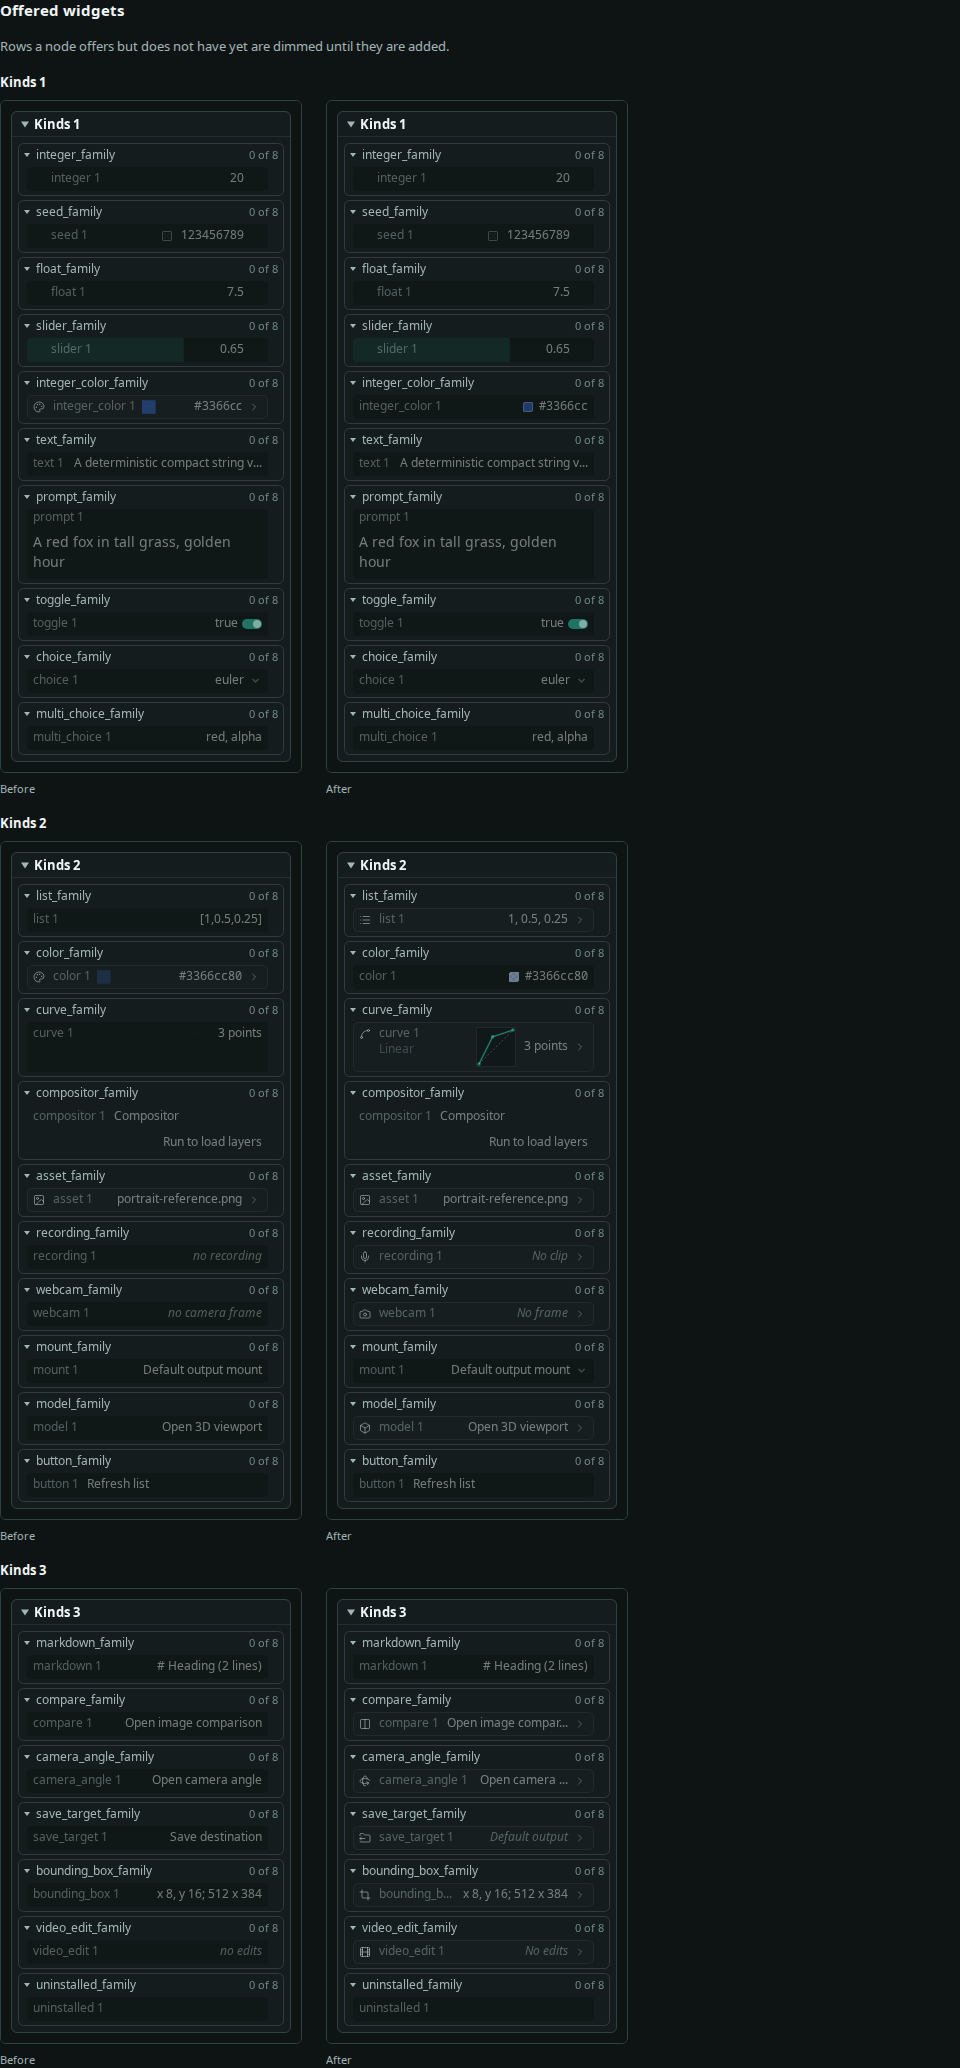 Offered widgets
Rows a node offers but does not have yet are dimmed until they are added.
Kinds 1
Kinds 1
integer_family 0 of 8
integer 1 20
seed_family 0 of 8
seed 1 123456789
float_family 0 of 8
float 1 7.5
slider_family 0 of 8
slider 1 0.65
integer_color_family 0 of 8
integer_color 1 #3366cc
text_family 0 of 8
text 1 A deterministic compact string v...
prompt_family 0 of 8
prompt 1
A red fox in tall grass, golden
hour
toggle_family 0 of 8
toggle 1 true
choice_family 0 of 8
choice 1 euler
multi_choice_family 0 of 8
multi_choice 1 red, alpha
Before
Kinds 1
integer_family 0 of 8
integer 1 20
seed_family 0 of 8
seed 1 123456789
float_family 0 of 8
float 1 7.5
slider_family 0 of 8
slider 1 0.65
integer_color_family 0 of 8
integer_color 1 #3366cc
text_family 0 of 8
text 1 A deterministic compact string v...
prompt_family 0 of 8
prompt 1
A red fox in tall grass, golden
hour
toggle_family 0 of 8
toggle 1 true
choice_family 0 of 8
choice 1 euler
multi_choice_family 0 of 8
multi_choice 1 red, alpha
After
Kinds 2
Kinds 2
list_family 0 of 8
list 1 [1,0.5,0.25]
color_family 0 of 8
color 1 #3366cc80
curve_family 0 of 8
curve 1 3 points
compositor_family 0 of 8
compositor 1 Compositor
Run to load layers
asset_family 0 of 8
asset 1 portrait-reference.png
recording_family 0 of 8
recording 1 no recording
webcam_family 0 of 8
webcam 1 no camera frame
mount_family 0 of 8
mount 1 Default output mount
model_family 0 of 8
model 1 Open 3D viewport
button_family 0 of 8
button 1 Refresh list
Before
Kinds 2
list_family 0 of 8
list 1 1, 0.5, 0.25
color_family 0 of 8
color 1 #3366cc80
curve_family 0 of 8
curve 1 3 points
Linear
compositor_family 0 of 8
compositor 1 Compositor
Run to load layers
asset_family 0 of 8
asset 1 portrait-reference.png
recording_family 0 of 8
recording 1 No clip
webcam_family 0 of 8
webcam 1 No frame
mount_family 0 of 8
mount 1 Default output mount
model_family 0 of 8
model 1 Open 3D viewport
button_family 0 of 8
button 1 Refresh list
After
Kinds 3
Kinds 3
markdown_family 0 of 8
markdown 1 # Heading (2 lines)
compare_family 0 of 8
compare 1 Open image comparison
camera_angle_family 0 of 8
camera_angle 1 Open camera angle
save_target_family 0 of 8
save_target 1 Save destination
bounding_box_family 0 of 8
bounding_box 1 x 8, y 16; 512 x 384
video_edit_family 0 of 8
video_edit 1 no edits
uninstalled_family 0 of 8
uninstalled 1
Before
Kinds 3
markdown_family 0 of 8
markdown 1 # Heading (2 lines)
compare_family 0 of 8
compare 1 Open image compar...
camera_angle_family 0 of 8
camera_angle 1 Open camera ...
save_target_family 0 of 8
save_target 1 Default output
bounding_box_family 0 of 8
bounding_b... x 8, y 16; 512 x 384
video_edit_family 0 of 8
video_edit 1 No edits
uninstalled_family 0 of 8
uninstalled 1
After